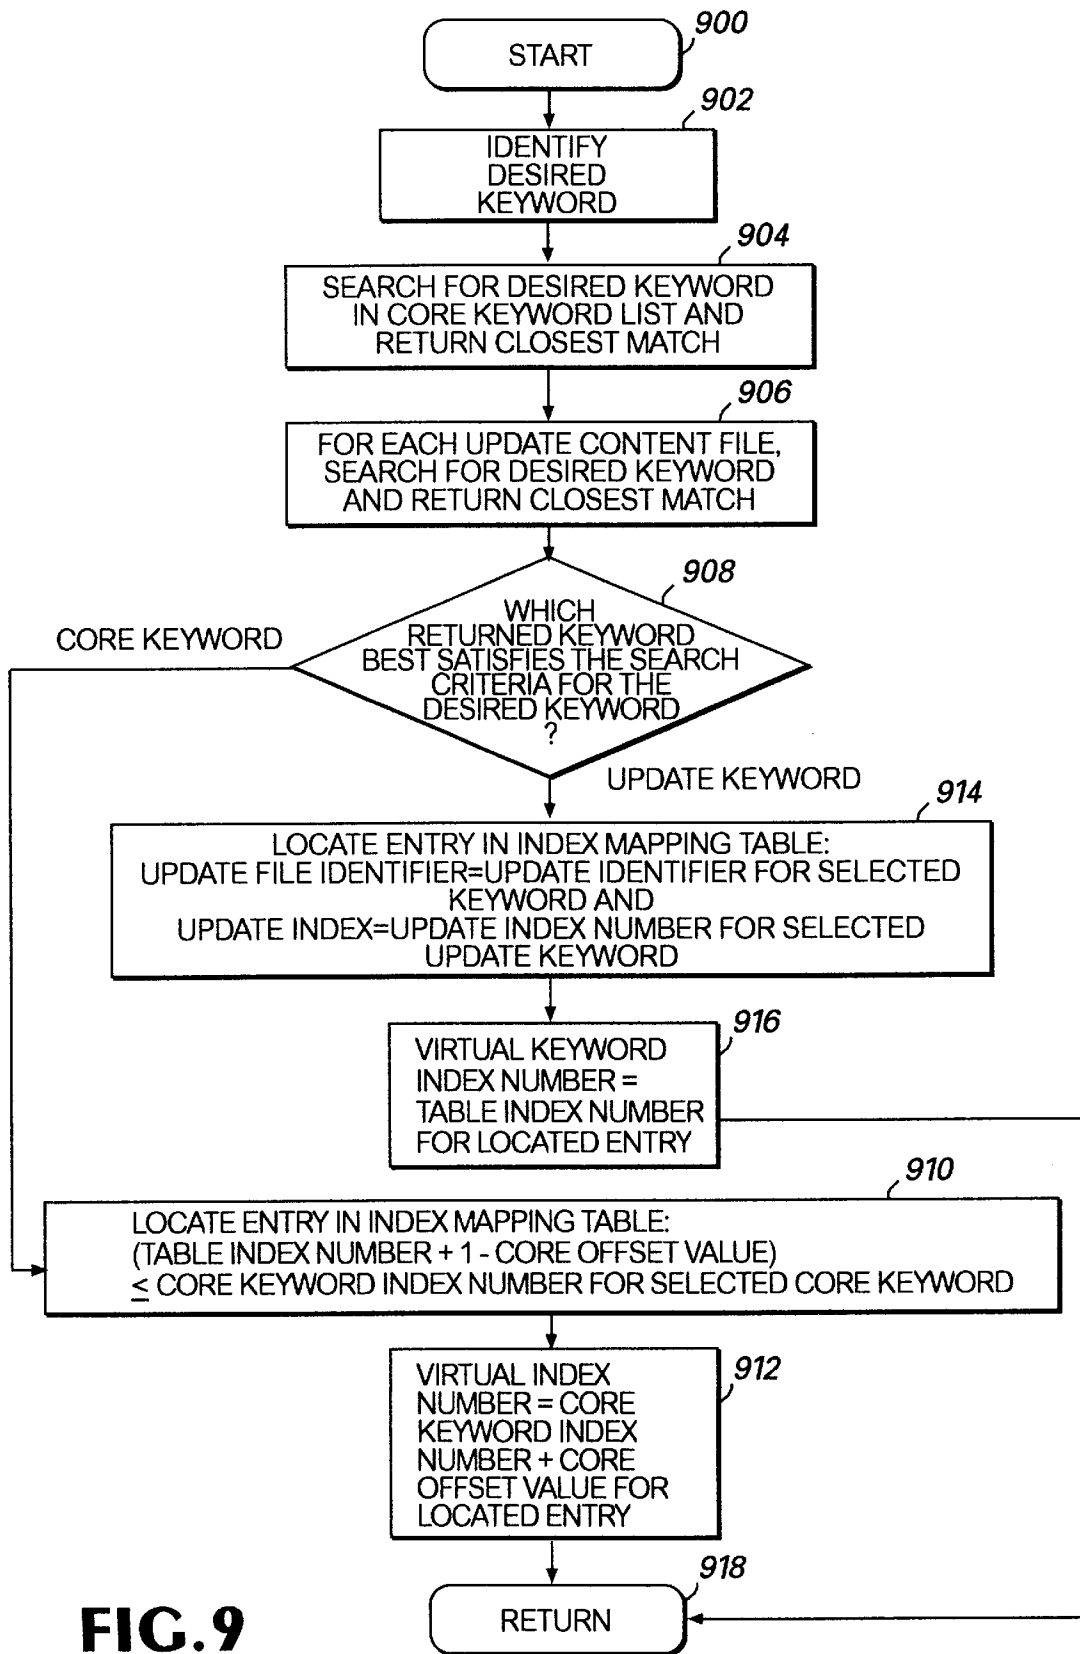 900
START
902
IDENTIFY
DESIRED
KEYWORD
904
SEARCH FOR DESIRED KEYWORD
IN CORE KEYWORD LIST AND
RETURN CLOSEST MATCH
906
FOR EACH UPDATE CONTENT FILE,
SEARCH FOR DESIRED KEYWORD
AND RETURN CLOSEST MATCH
908
WHICH
RETURNED KEYWORD
BEST SATISFIES THE SEARCH
CRITERIA FOR THE
DESIRED KEYWORD
?
CORE KEYWORD
UPDATE KEYWORD
914
LOCATE ENTRY IN INDEX MAPPING TABLE:
UPDATE FILE IDENTIFIER=UPDATE IDENTIFIER FOR SELECTED
KEYWORD AND
UPDATE INDEX=UPDATE INDEX NUMBER FOR SELECTED
UPDATE KEYWORD
916
VIRTUAL KEYWORD
INDEX NUMBER =
TABLE INDEX NUMBER
FOR LOCATED ENTRY
910
LOCATE ENTRY IN INDEX MAPPING TABLE:
(TABLE INDEX NUMBER + 1 - CORE OFFSET VALUE)
≤ CORE KEYWORD INDEX NUMBER FOR SELECTED CORE KEYWORD
912
VIRTUAL INDEX
NUMBER = CORE
KEYWORD INDEX
NUMBER + CORE
OFFSET VALUE FOR
LOCATED ENTRY
918
RETURN
FIG.9